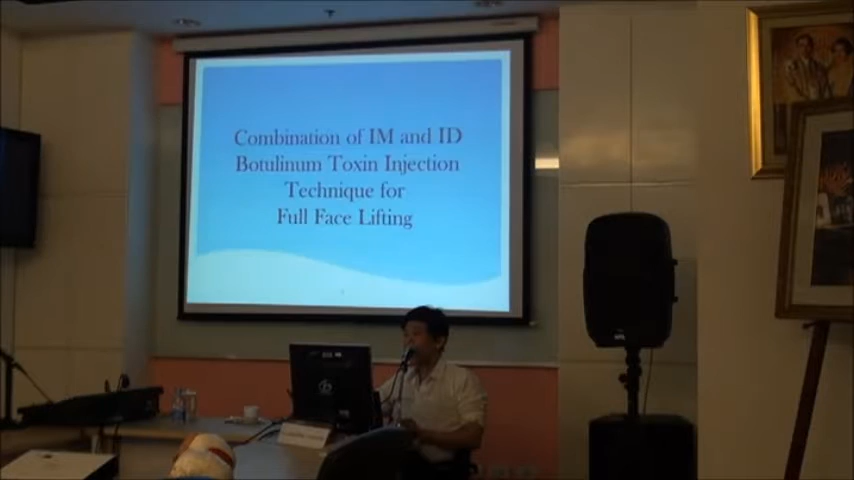 Combination of IM and ID
Botulinum Toxin Injection
Technique for
Full Face Lifting